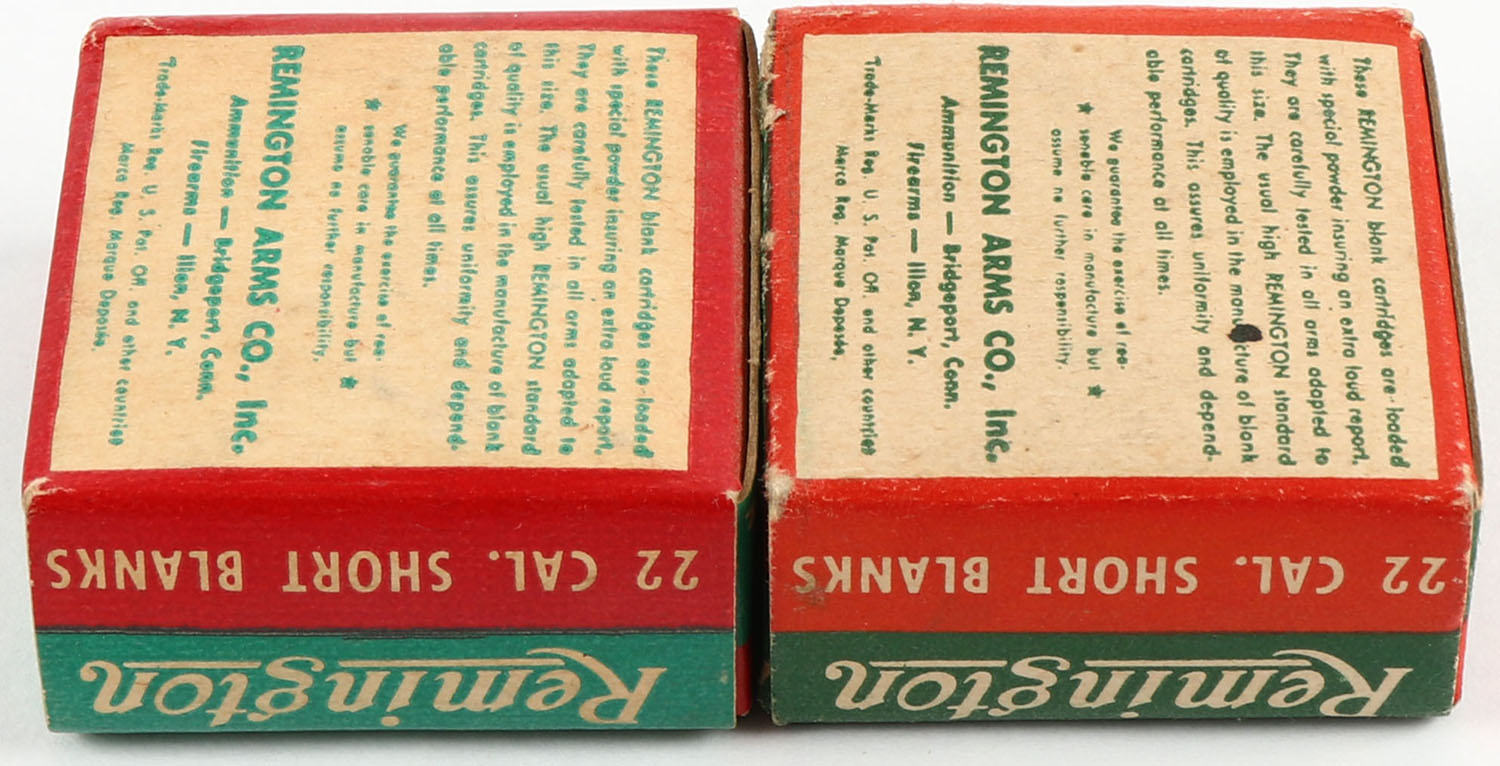 These REMINGTON blank cartridges are loaded
with special powder insuring an extra loud report.
They are carefully tested in all arms adapted to
this size. The usual high REMINGTON standard
of quality is employed in the manufacture of blank
cartridges. This assures uniformity and depend-
able performance at all times.
We guarantee the exercise of rea-
★ sonable care in manufacture but ★
assume no further responsibility.
REMINGTON ARMS CO., Inc.
Ammunition — Bridgeport, Conn.
Firearms — Ilion, N. Y.
Trade-Marks Reg. U. S. Pat. Off. and other countries
Marca Reg. Marque Deposée.
22 CAL. SHORT BLANKS
Remington
These REMINGTON blank cartridges are loaded
with special powder insuring an extra loud report.
They are carefully tested in all arms adapted to
this size. The usual high REMINGTON standard
of quality is employed in the manu cture of blank
cartridges. This assures uniformity and depend-
able performance at all times.
We guarantee the exercise of rea-
★ sonable care in manufacture but ★
assume no further responsibility.
REMINGTON ARMS CO., Inc.
Ammunition — Bridgeport, Conn.
Firearms — Ilion, N. Y.
Trade-Marks Reg. U. S. Pat. Off. and other countries
Marca Reg. Marque Deposée.
22 CAL. SHORT BLANKS
Remington